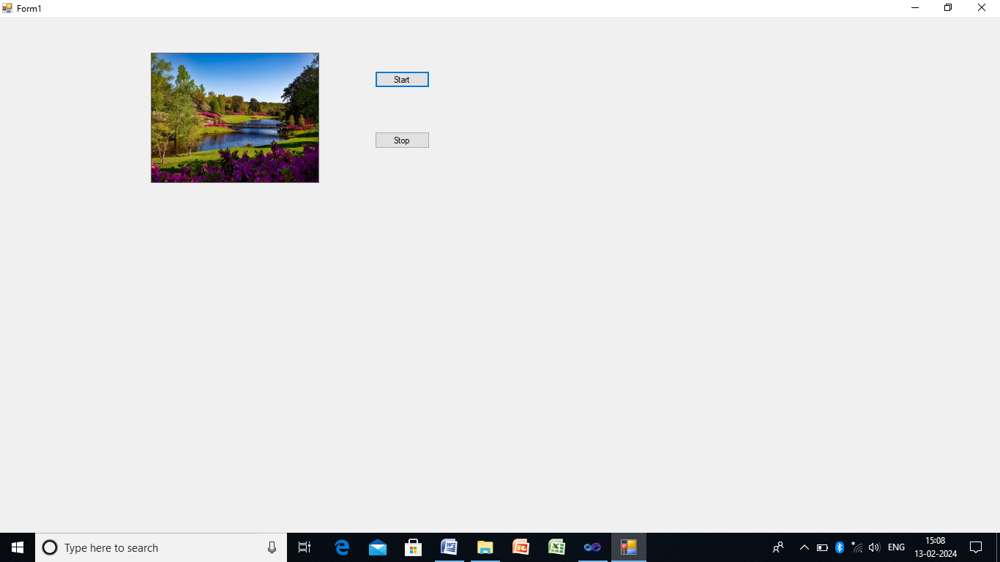 Form1
Start
Stop
Type here to search
ENG
15:08
13-02-2024